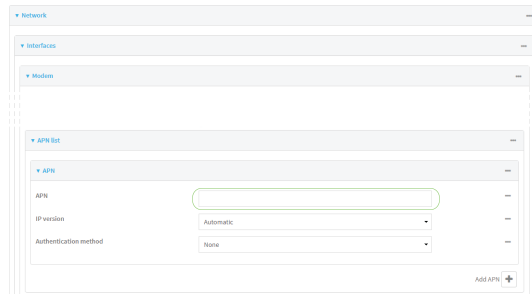 Network
Interfaces
Modem
APN list
APN
APN
IP version Automatic
Authentication method None
Add APN